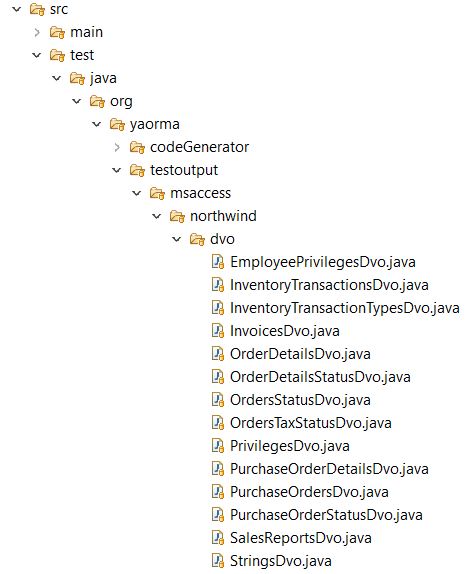 src
main
test
java
org
yaorma
codeGenerator
testoutput
msaccess
northwind
dvo
EmployeePrivilegesDvo.java
InventoryTransactionsDvo.java
InventoryTransactionTypesDvo.java
InvoicesDvo.java
OrderDetailsDvo.java
OrderDetailsStatusDvo.java
OrdersStatusDvo.java
OrdersTaxStatusDvo.java
PrivilegesDvo.java
PurchaseOrderDetailsDvo.java
PurchaseOrdersDvo.java
PurchaseOrderStatusDvo.java
SalesReportsDvo.java
StringsDvo.java